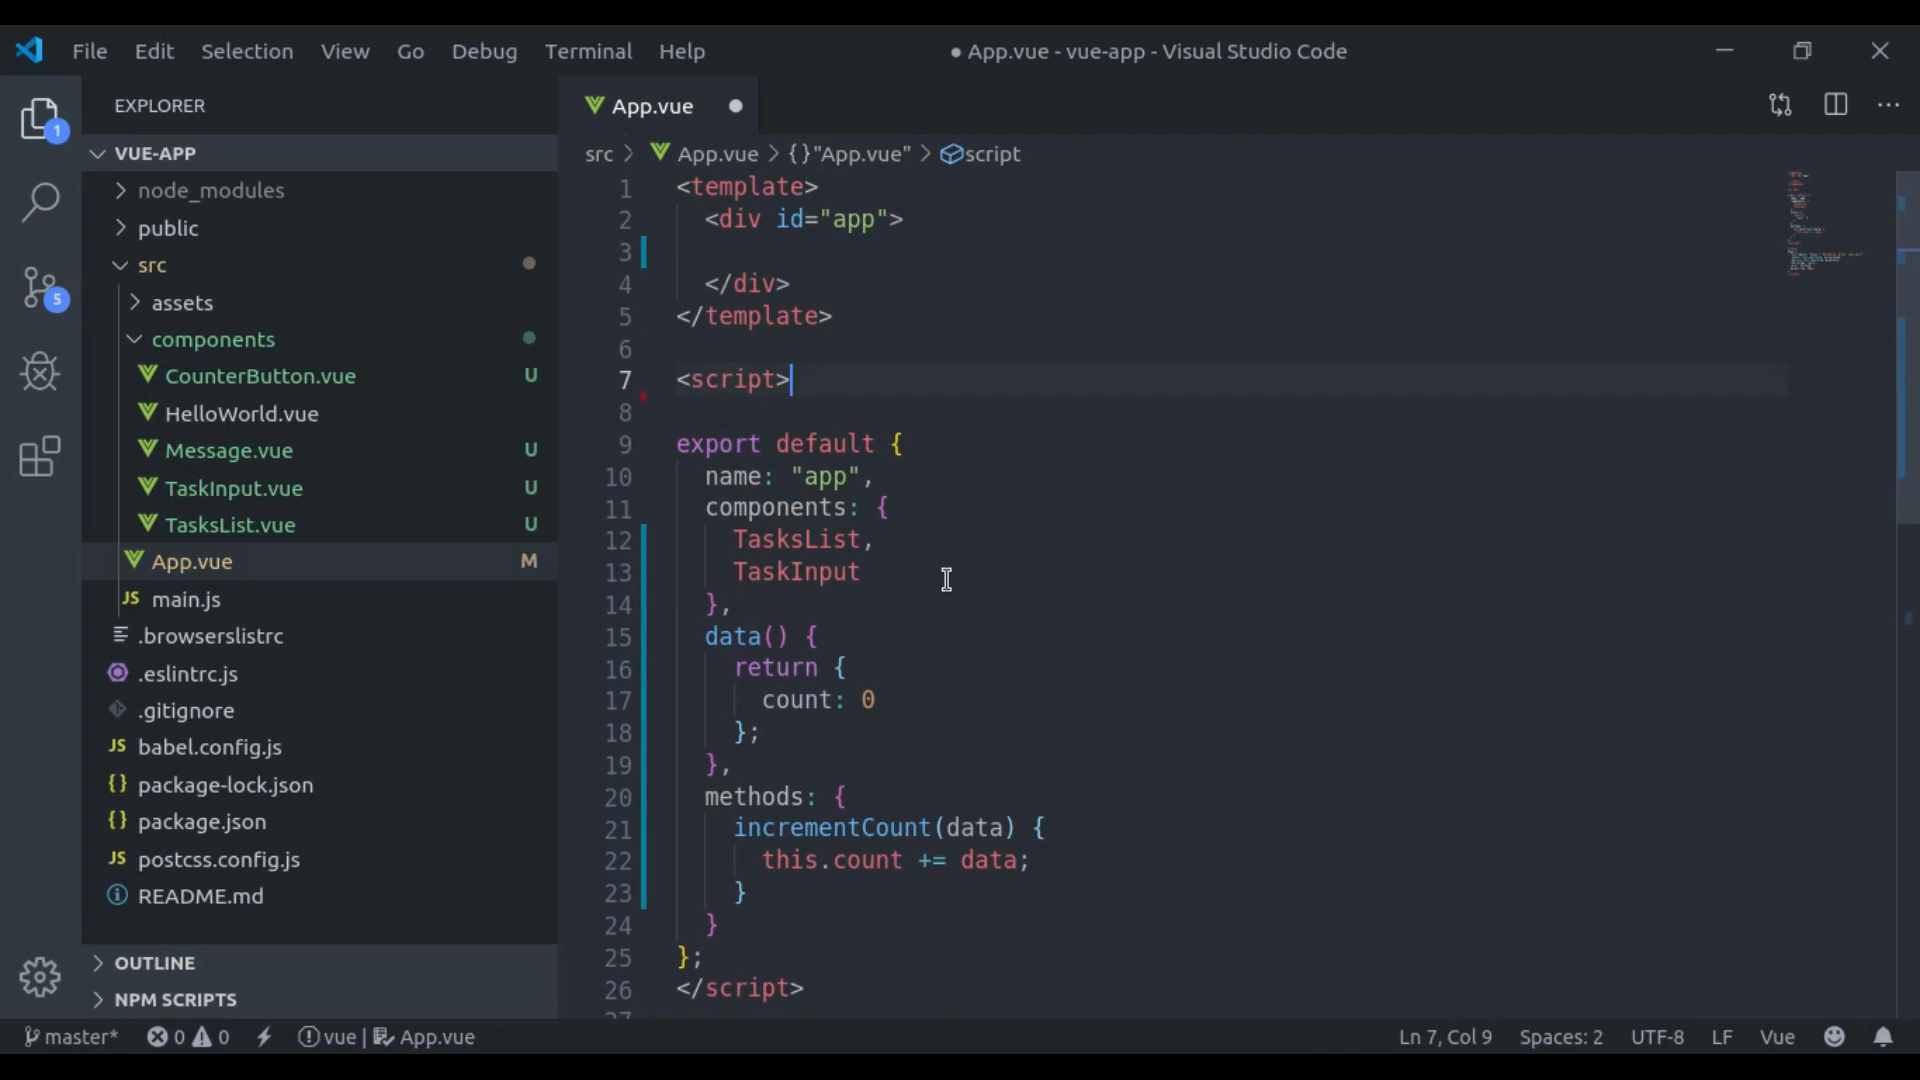 File Edit Selection View Go Debug Terminal Help
● App.vue - vue-app - Visual Studio Code
EXPLORER
VUE-APP
node_modules
public
src
assets
components
CounterButton.vue U
HelloWorld.vue
Message.vue U
TaskInput.vue U
TasksList.vue U
App.vue M
JS main.js
.browserslistrc
.eslintrc.js
.gitignore
JS babel.config.js
{} package-lock.json
{} package.json
JS postcss.config.js
README.md
OUTLINE
NPM SCRIPTS
1
5
App.vue ●
src > App.vue > {} "App.vue" > script
1 <template>
2 <div id="app">
3
4 </div>
5 </template>
6
7 <script>
8
9 export default {
10 name: "app",
11 components: {
12 TasksList,
13 TaskInput
14 },
15 data() {
16 return {
17 count: 0
18 };
19 },
20 methods: {
21 incrementCount(data) {
22 this.count += data;
23 }
24 }
25 };
26 </script>
27
master* 0 0 vue | App.vue
Ln 7, Col 9 Spaces: 2 UTF-8 LF Vue